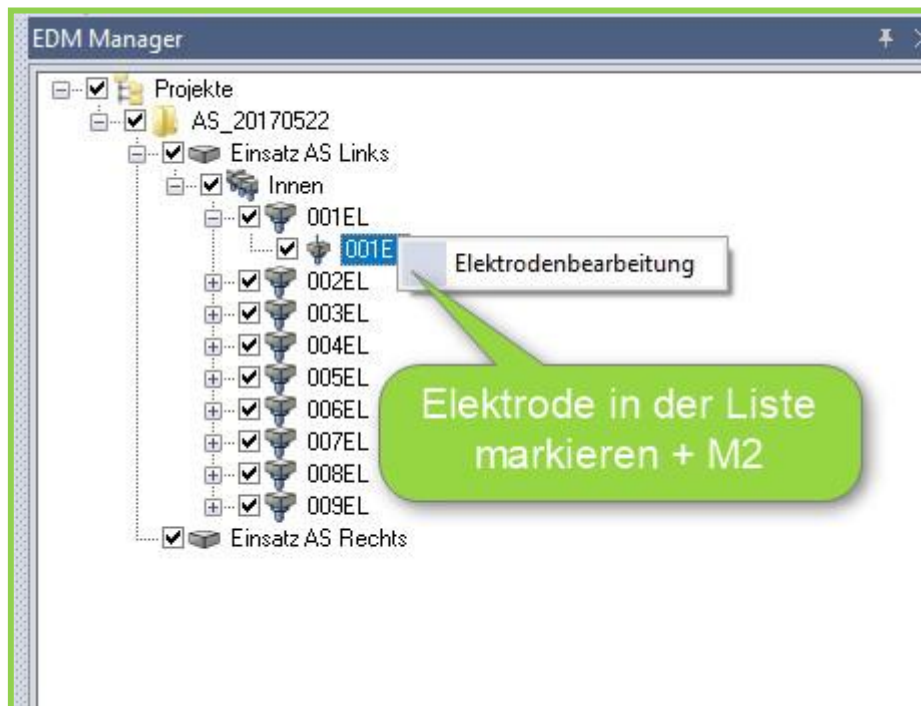 EDM Manager
Projekte
AS_20170522
Einsatz AS Links
Innen
001EL
001E
Elektrodenbearbeitung
002EL
003EL
004EL
005EL
006EL
007EL
008EL
009EL
Einsatz AS Rechts
Elektrode in der Liste
markieren + M2